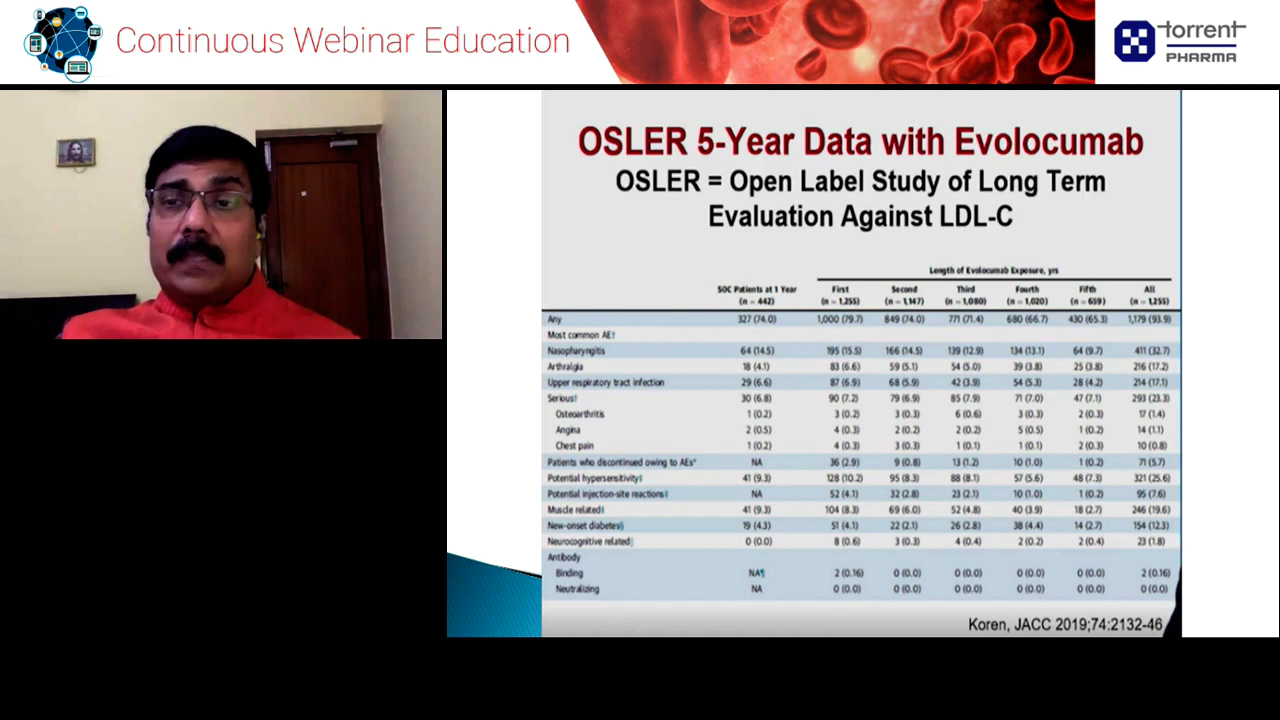 Continuous Webinar Education
torrent
PHARMA
OSLER 5-Year Data with Evolocumab
OSLER = Open Label Study of Long Term
Evaluation Against LDL-C
Length of Evolocumab Exposure, yrs
SOC Patients at 1 Year First Second Third Fourth Fifth All
(n = 442) (n = 1,255) (n = 1,147) (n = 1,080) (n = 1,020) (n = 659) (n = 1,255)
Any 327 (74.0) 1,000 (79.7) 849 (74.0) 771 (71.4) 680 (66.7) 430 (65.3) 1,179 (93.9)
Most common AE†
Nasopharyngitis 64 (14.5) 195 (15.5) 166 (14.5) 139 (12.9) 134 (13.1) 64 (9.7) 411 (32.7)
Arthralgia 18 (4.1) 83 (6.6) 59 (5.1) 54 (5.0) 39 (3.8) 25 (3.8) 216 (17.2)
Upper respiratory tract infection 29 (6.6) 87 (6.9) 68 (5.9) 42 (3.9) 54 (5.3) 28 (4.2) 214 (17.1)
Serious† 30 (6.8) 90 (7.2) 79 (6.9) 85 (7.9) 71 (7.0) 47 (7.1) 293 (23.3)
Osteoarthritis 1 (0.2) 3 (0.2) 3 (0.3) 6 (0.6) 3 (0.3) 2 (0.3) 17 (1.4)
Angina 2 (0.5) 4 (0.3) 2 (0.2) 2 (0.2) 5 (0.5) 1 (0.2) 14 (1.1)
Chest pain 1 (0.2) 4 (0.3) 3 (0.3) 1 (0.1) 1 (0.1) 2 (0.3) 10 (0.8)
Patients who discontinued owing to AEs* NA 36 (2.9) 9 (0.8) 13 (1.2) 10 (1.0) 1 (0.2) 71 (5.7)
Potential hypersensitivity‡ 41 (9.3) 128 (10.2) 95 (8.3) 88 (8.1) 57 (5.6) 48 (7.3) 321 (25.6)
Potential injection-site reactions‡ NA 52 (4.1) 32 (2.8) 23 (2.1) 10 (1.0) 1 (0.2) 95 (7.6)
Muscle related‡ 41 (9.3) 104 (8.3) 69 (6.0) 52 (4.8) 40 (3.9) 18 (2.7) 246 (19.6)
New-onset diabetes§ 19 (4.3) 51 (4.1) 22 (2.1) 26 (2.8) 38 (4.4) 14 (2.7) 154 (12.3)
Neurocognitive related 0 (0.0) 8 (0.6) 3 (0.3) 4 (0.4) 2 (0.2) 2 (0.4) 23 (1.8)
Antibody
Binding NA¶ 2 (0.16) 0 (0.0) 0 (0.0) 0 (0.0) 0 (0.0) 2 (0.16)
Neutralizing NA 0 (0.0) 0 (0.0) 0 (0.0) 0 (0.0) 0 (0.0) 0 (0.0)
Koren, JACC 2019;74:2132-46